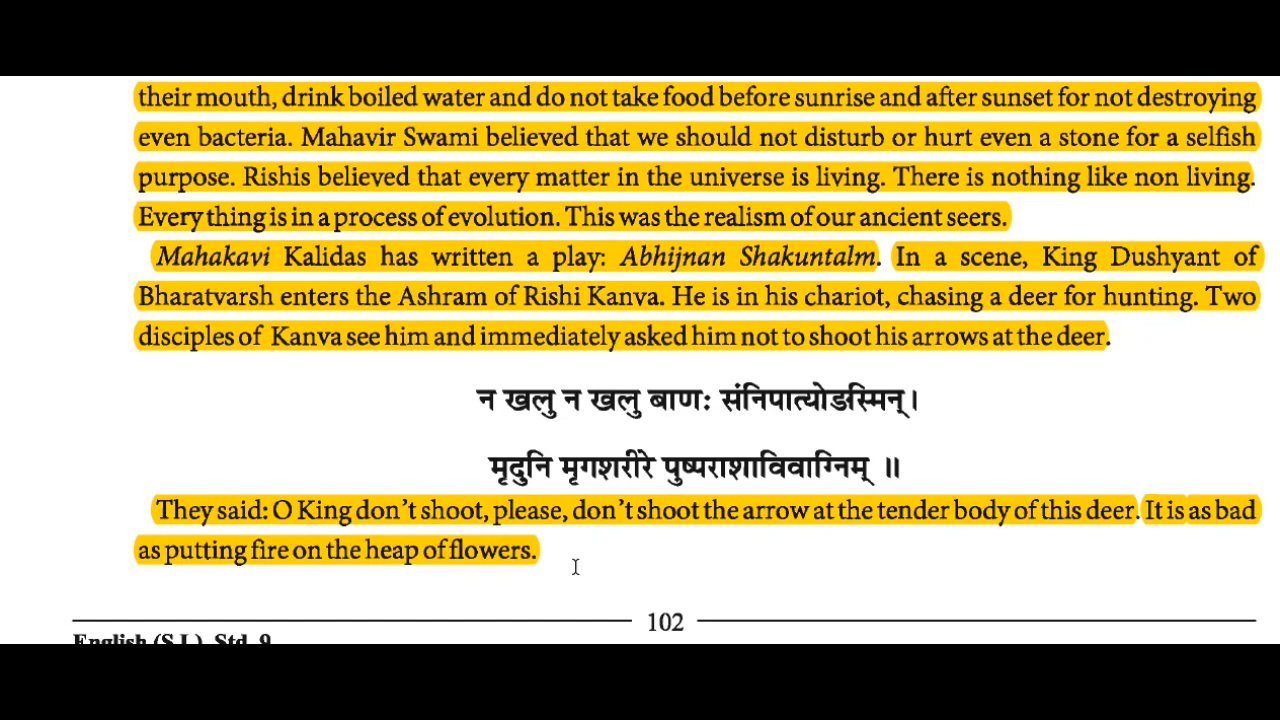 their mouth, drink boiled water and do not take food before sunrise and after sunset for not destroying
even bacteria. Mahavir Swami believed that we should not disturb or hurt even a stone for a selfish
purpose. Rishis believed that every matter in the universe is living. There is nothing like non living.
Every thing is in a process of evolution. This was the realism of our ancient seers.
Mahakavi Kalidas has written a play: Abhijnan Shakuntalm. In a scene, King Dushyant of
Bharatvarsh enters the Ashram of Rishi Kanva. He is in his chariot, chasing a deer for hunting. Two
disciples of Kanva see him and immediately asked him not to shoot his arrows at the deer.
न खलु न खलु बाणः संनिपात्योडस्मिन्।
मृदुनि मृगशरीरे पुष्पराशाविवाग्निम् ॥
They said: O King don't shoot, please, don't shoot the arrow at the tender body of this deer. It is as bad
as putting fire on the heap of flowers.
102
English (S.L), Std. 9